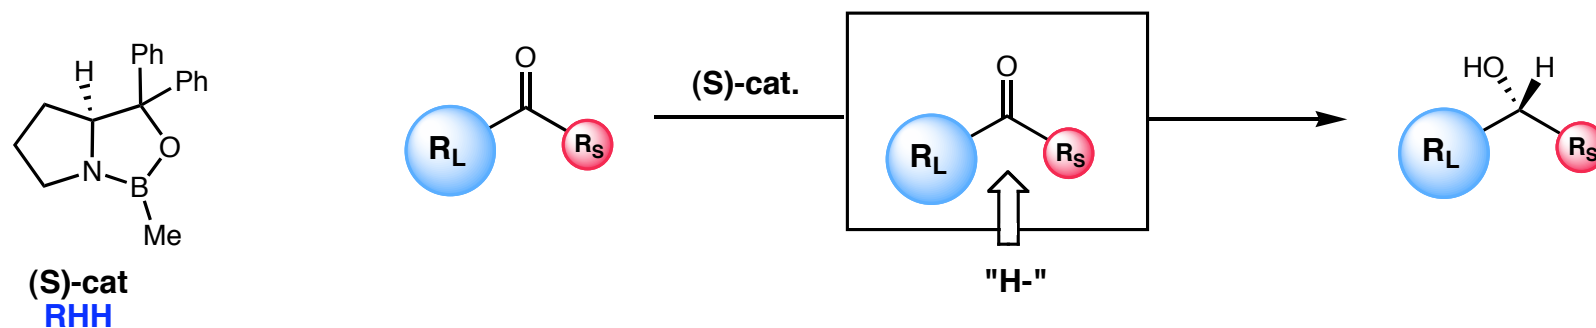 Ph
H
Ph
O
N
B
Me
(S)-cat
RHH
O
RL
RS
(S)-cat.
O
RL
RS
"H-"
HO
H
RL
RS